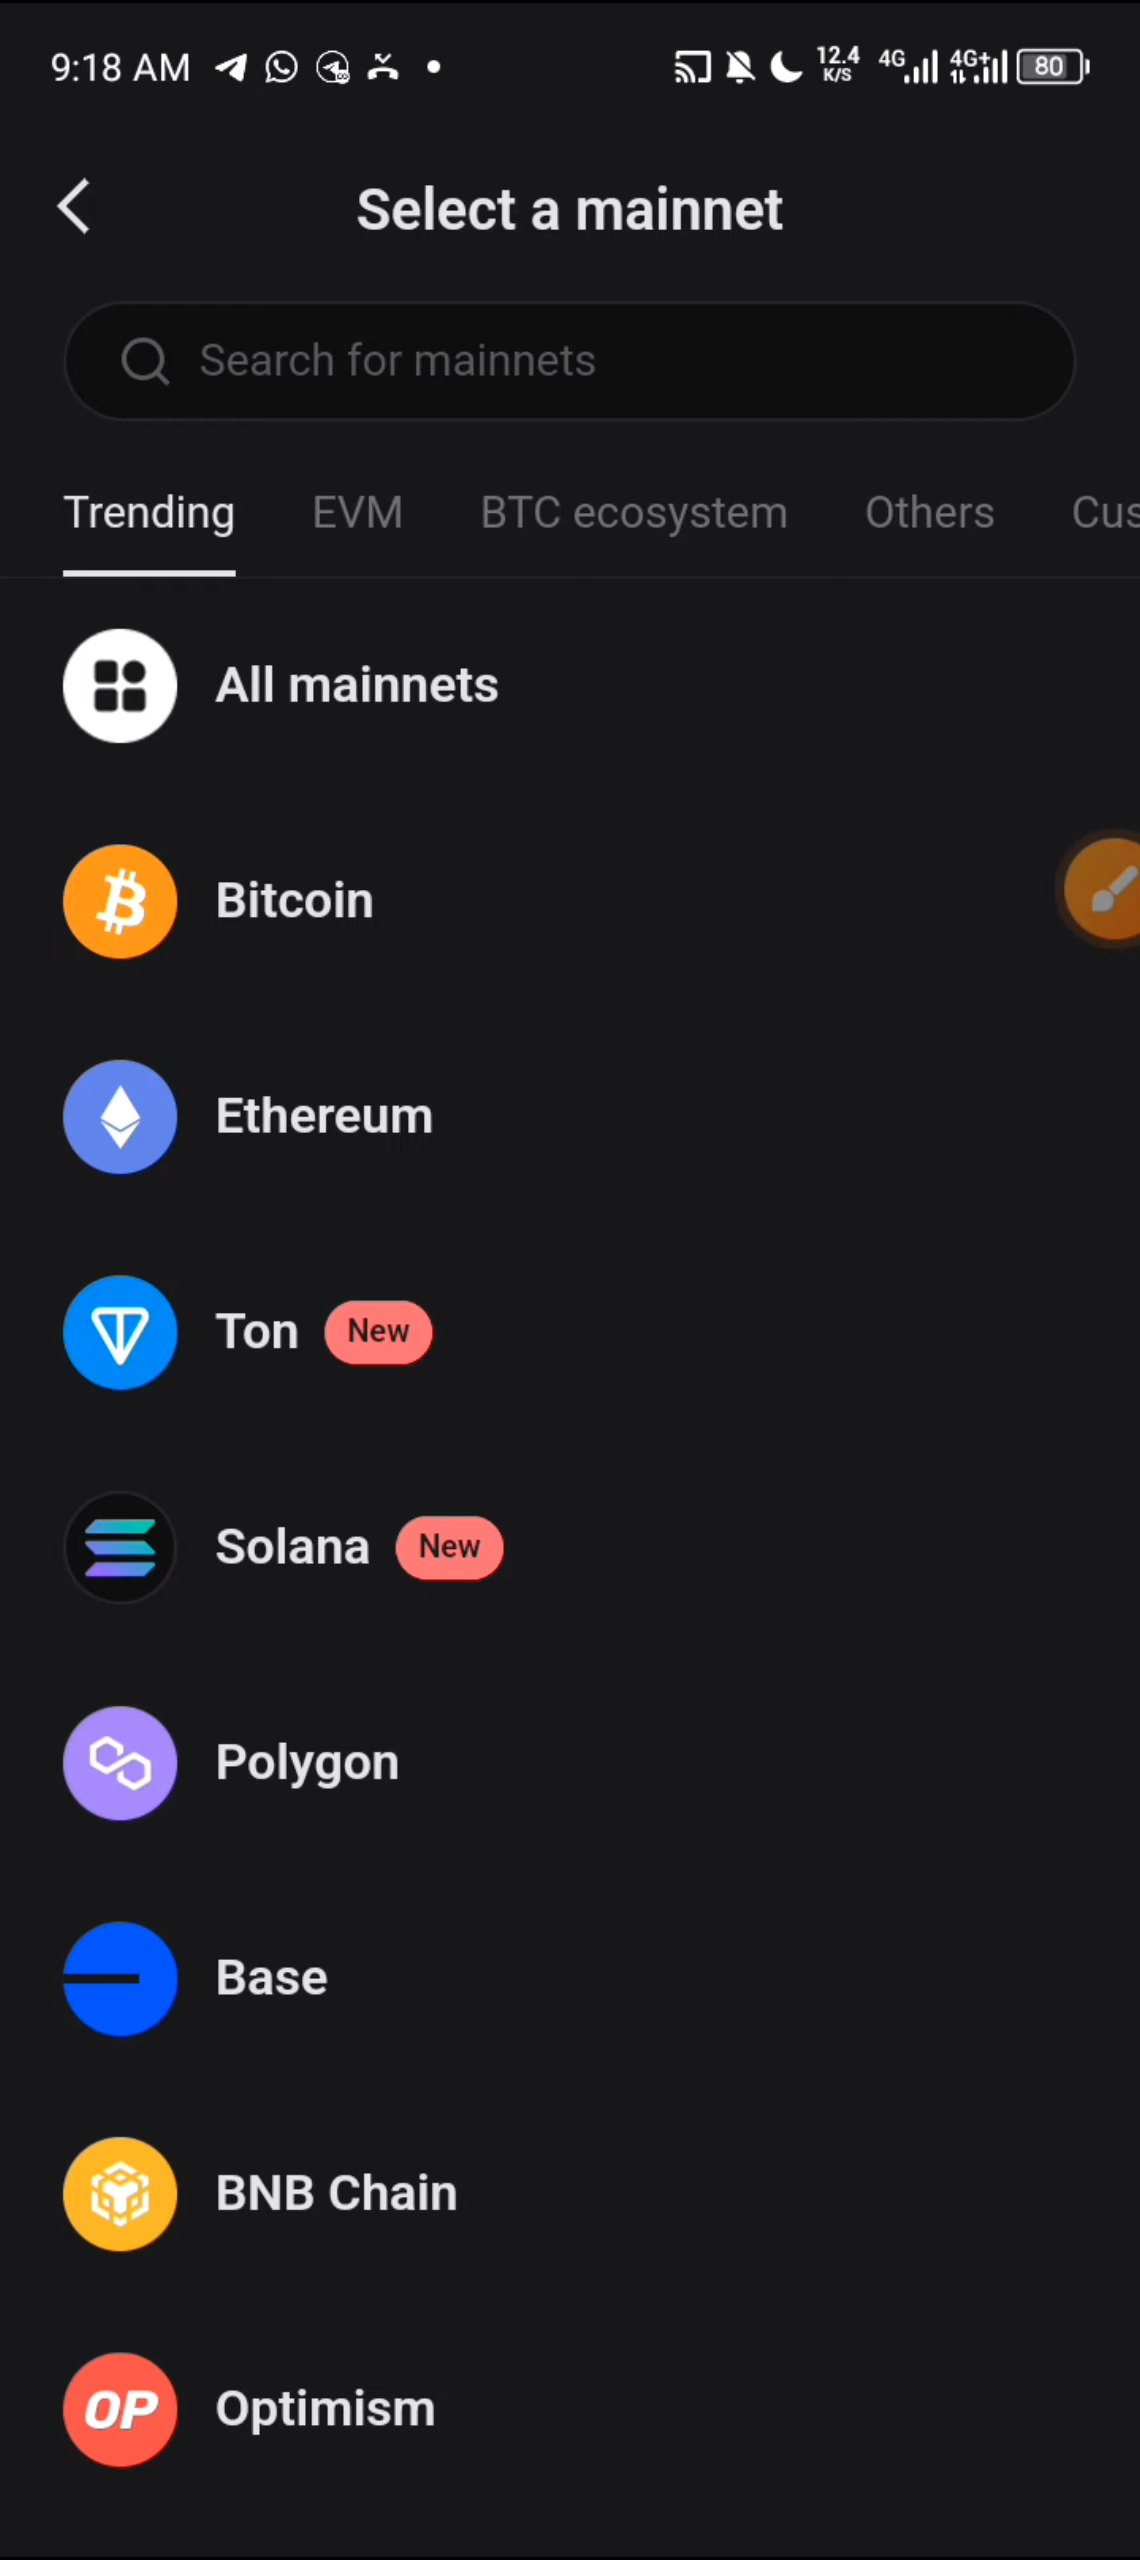 9:18 AM 12.4 K/S 4G 4G+ 80
Select a mainnet
Search for mainnets
Trending EVM BTC ecosystem Others Cus
All mainnets
Bitcoin
Ethereum
Ton New
Solana New
Polygon
Base
BNB Chain
OP Optimism